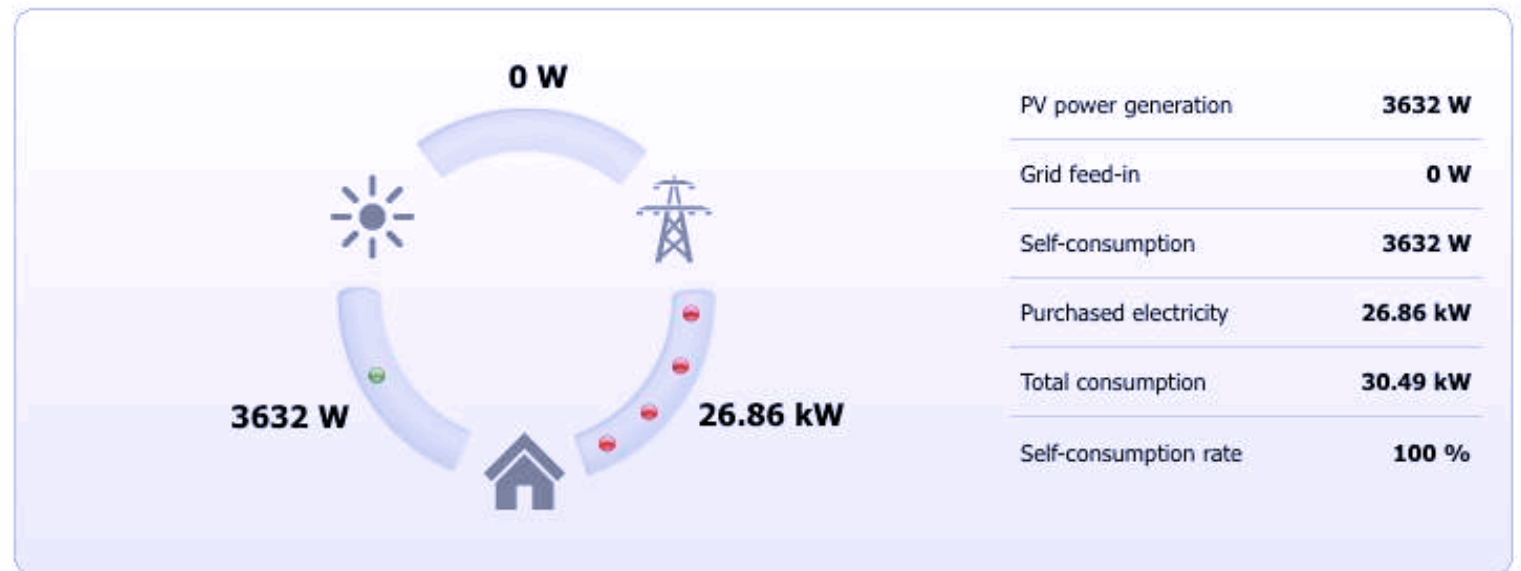 0 W
3632 W
26.86 kW
PV power generation 3632 W
Grid feed-in 0 W
Self-consumption 3632 W
Purchased electricity 26.86 kW
Total consumption 30.49 kW
Self-consumption rate 100 %